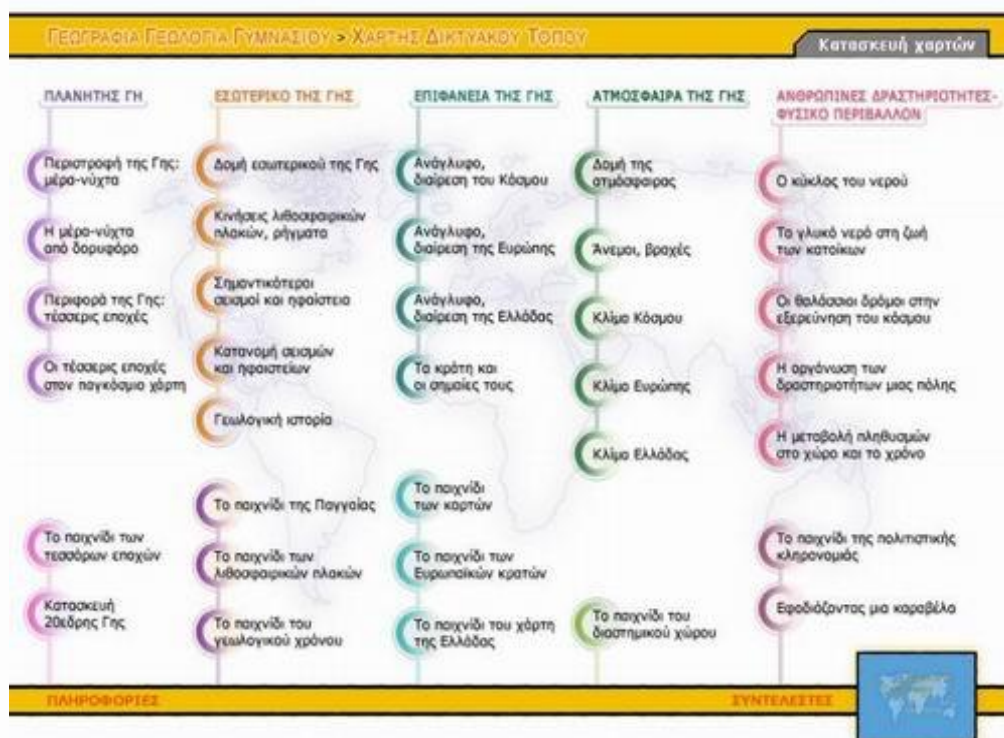 ΓΕΩΓΡΑΦΙΑ ΓΕΩΛΟΓΙΑ ΓΥΜΝΑΣΙΟΥ > ΧΑΡΤΗΣ ΔΙΚΤΥΑΚΟΥ ΤΟΠΟΥ
Κατασκευή χαρτών
ΠΛΑΝΗΤΗΣ ΓΗ
Περιστροφή της Γης:
μέρα-νύχτα
Η μέρα-νύχτα
από δορυφόρο
Περιφορά της Γης:
τέσσερις εποχές
Οι τέσσερις εποχές
στον παγκόσμιο χάρτη
Το παιχνίδι των
τεσσάρων εποχών
Κατασκευή
20εδρης Γης
ΕΣΩΤΕΡΙΚΟ ΤΗΣ ΓΗΣ
Δομή εσωτερικού της Γης
Κινήσεις λιθοσφαιρικών
πλακών, ρήγματα
Σημαντικότεροι
σεισμοί και ηφαίστεια
Κατανομή σεισμών
και ηφαιστείων
Γεωλογική ιστορία
Το παιχνίδι της Παγγαίας
Το παιχνίδι των
λιθοσφαιρικών πλακών
Το παιχνίδι του
γεωλογικού χρόνου
ΕΠΙΦΑΝΕΙΑ ΤΗΣ ΓΗΣ
Ανάγλυφο,
διαίρεση του Κόσμου
Ανάγλυφο,
διαίρεση της Ευρώπης
Ανάγλυφο,
διαίρεση της Ελλάδας
Τα κράτη και
οι σημαίες τους
Το παιχνίδι
των καρτών
Το παιχνίδι των
Ευρωπαϊκών κρατών
Το παιχνίδι του χάρτη
της Ελλάδας
ΑΤΜΟΣΦΑΙΡΑ ΤΗΣ ΓΗΣ
Δομή της
ατμόσφαιρας
Άνεμοι, βροχές
Κλίμα Κόσμου
Κλίμα Ευρώπης
Κλίμα Ελλάδας
Το παιχνίδι του
διαστημικού χώρου
ΑΝΘΡΩΠΙΝΕΣ ΔΡΑΣΤΗΡΙΟΤΗΤΕΣ-
ΦΥΣΙΚΟ ΠΕΡΙΒΑΛΛΟΝ
Ο κύκλος του νερού
Το γλυκό νερό στη ζωή
των κατοίκων
Οι θαλάσσιοι δρόμοι στην
εξερεύνηση του κόσμου
Η οργάνωση των
δραστηριοτήτων μιας πόλης
Η μεταβολή πληθυσμών
στο χώρο και το χρόνο
Το παιχνίδι της πολιτιστικής
κληρονομιάς
Εφοδιάζοντας μια καραβέλα
ΠΛΗΡΟΦΟΡΙΕΣ
ΣΥΝΤΕΛΕΣΤΕΣ